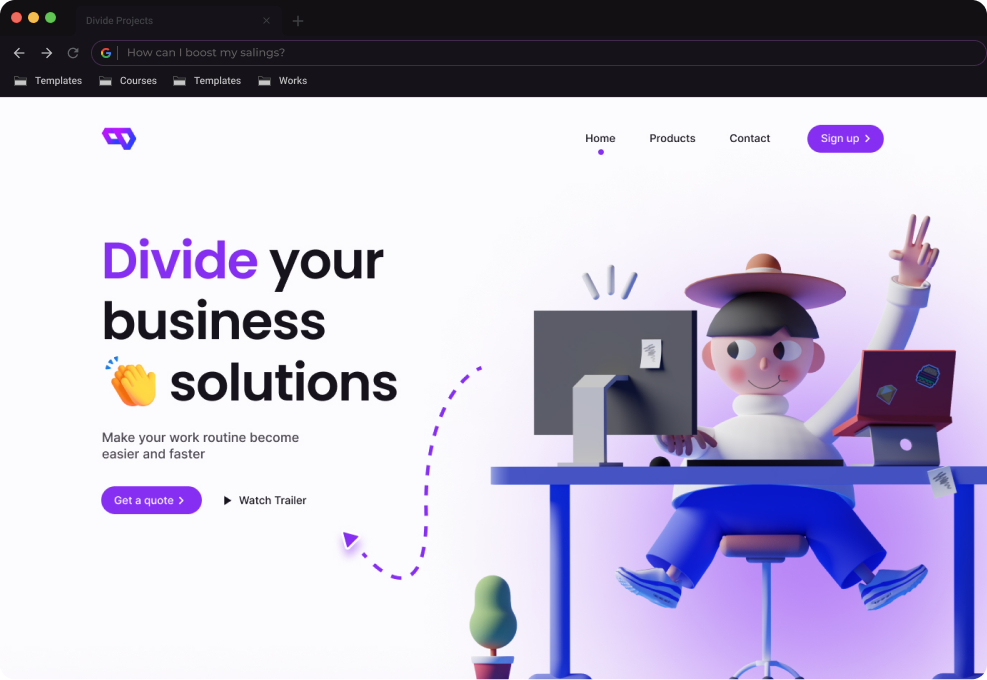 Divide Projects
How can I boost my salings?
Templates Courses Templates Works
Home Products Contact Sign up
Divide your
business
solutions
Make your work routine become
easier and faster
Get a quote Watch Trailer